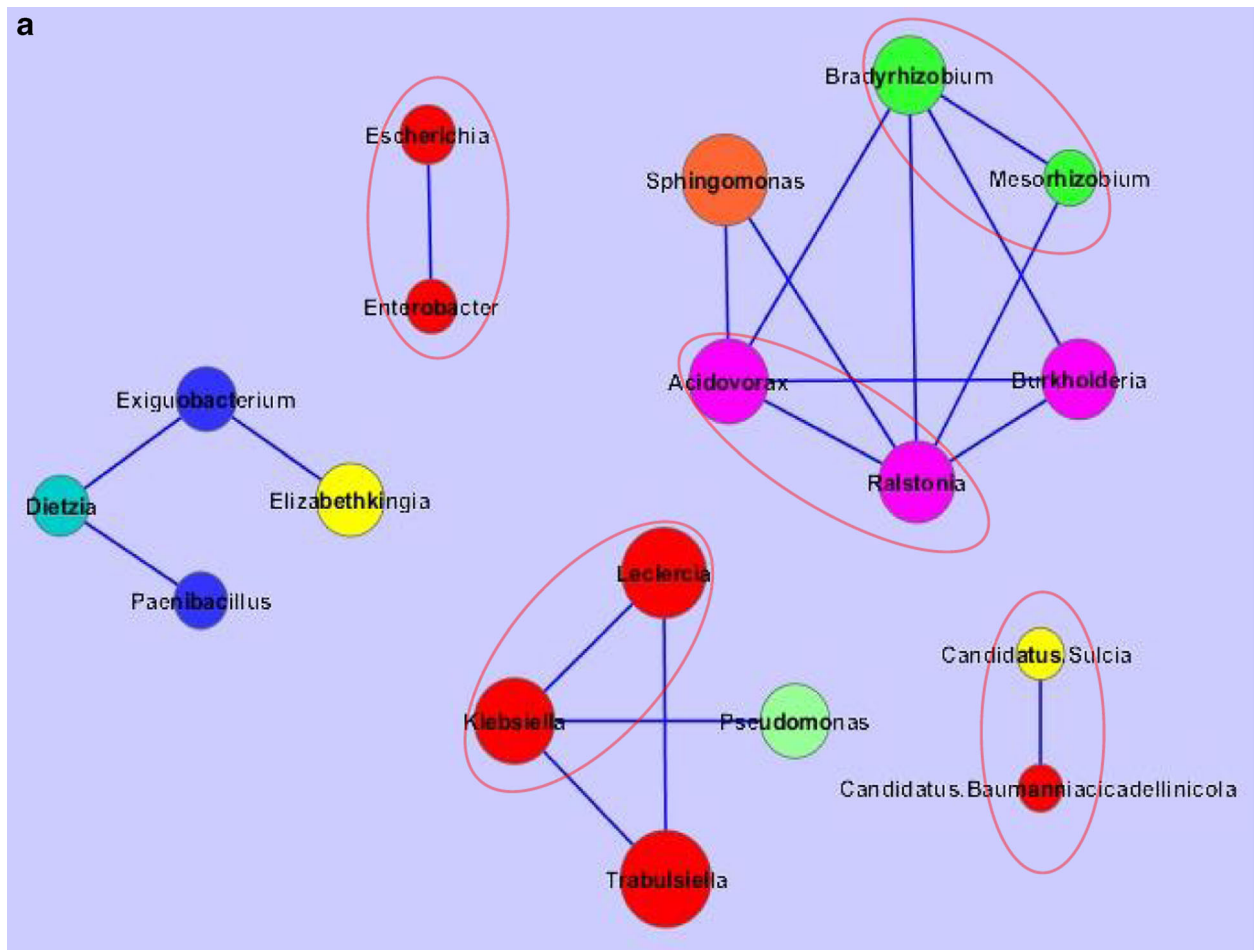 a
Bradyrhizobium
Escherichia
Sphingomonas
Mesorhizobium
Enterobacter
Exiguobacterium
Acidovorax
Burkholderia
Ralstonia
Dietzia
Elizabethkingia
Leclercia
Paenibacillus
Candidatus.Sulcia
Klebsiella
Pseudomonas
Candidatus.Baumanniacicadellinicola
Trabulsiella